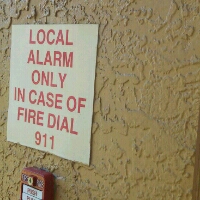 LOCAL
ALARM
ONLY
IN CASE OF
FIRE DIAL
911